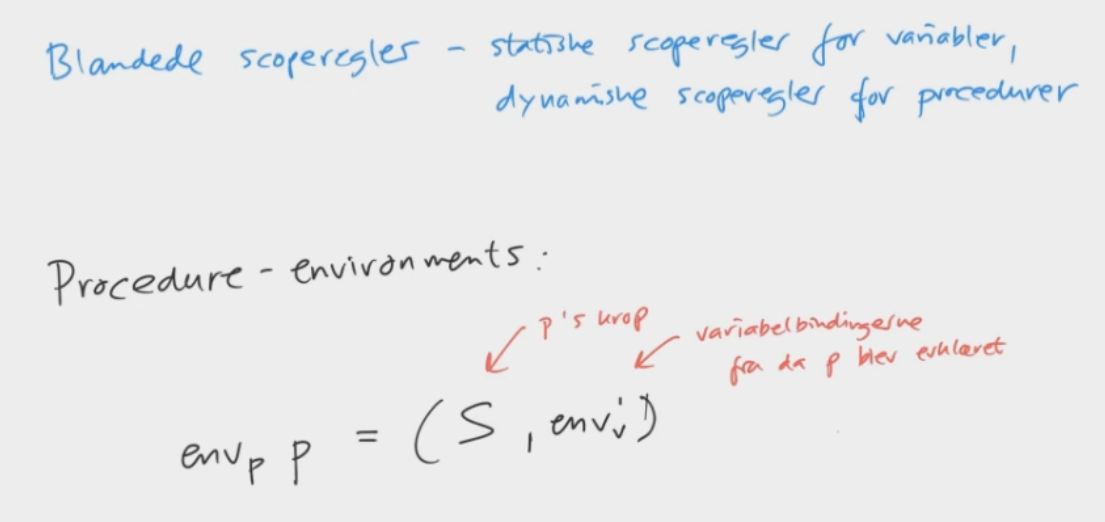 Blandede scoperegler - statiske scoperegler for variabler,
dynamiske scoperegler for procedurer
Procedure-environments:
p's krop
variabelbindingerne
fra da p blev erklæret
env_p p = (S, env_v')